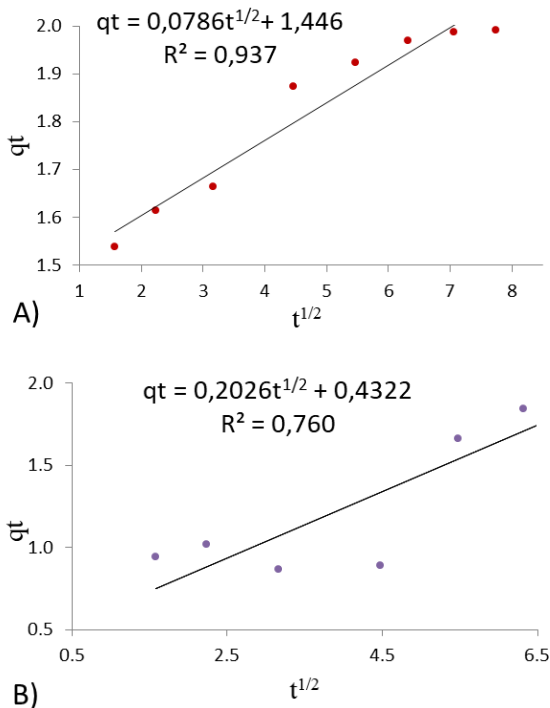 qt = 0,0786t1/2+ 1,446
R² = 0,937
2.0
1.9
1.8
1.7
1.6
1.5
qt
1 2 3 4 5 6 7 8
t1/2
A)
qt = 0,2026t1/2 + 0,4322
R² = 0,760
2.0
1.5
1.0
0.5
qt
0.5 2.5 4.5 6.5
t1/2
B)